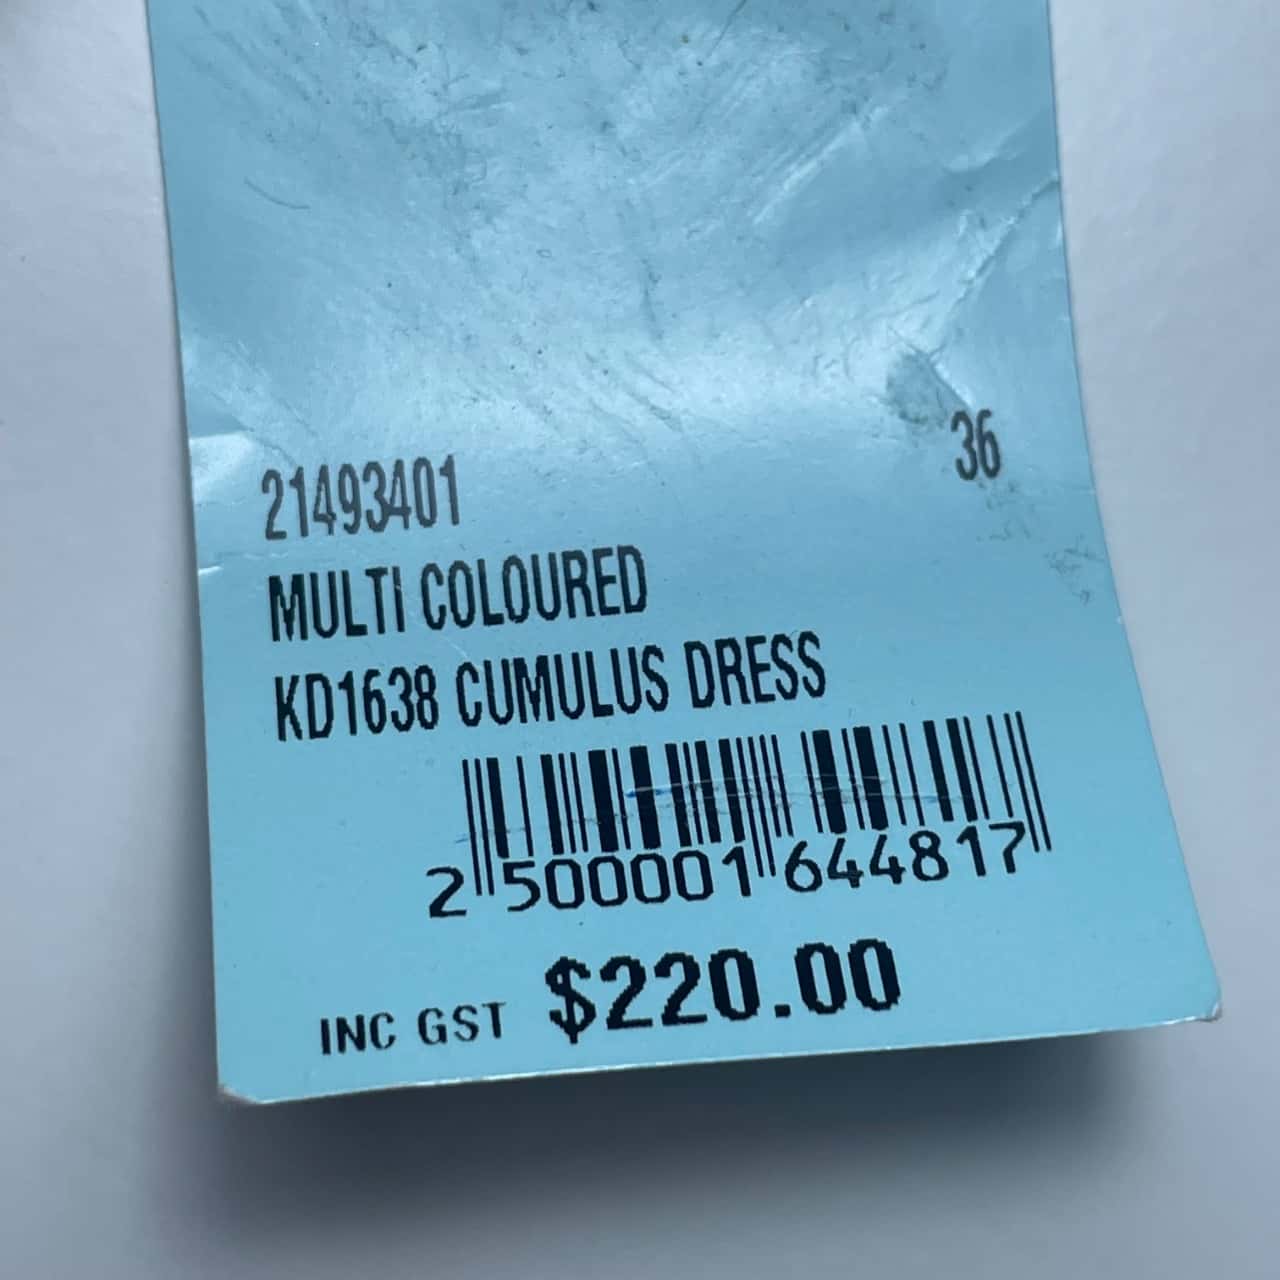 21493401 36
MULTI COLOURED
KD1638 CUMULUS DRESS
2 500001 644817
INC GST $220.00